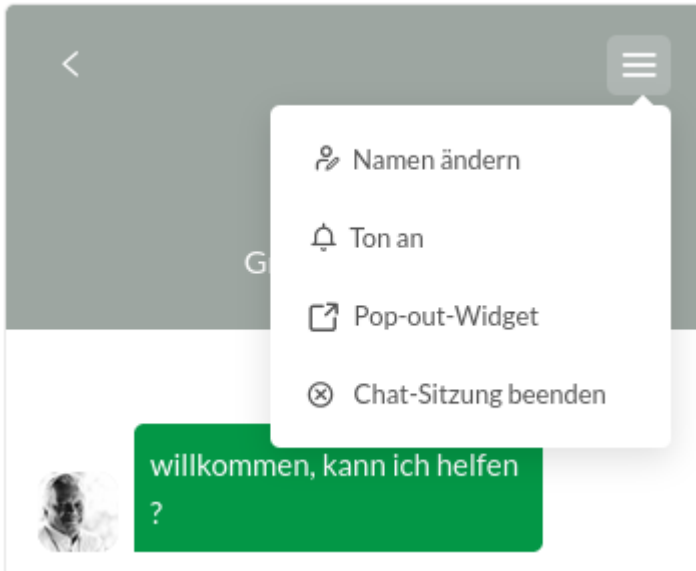 Namen ändern
Ton an
Pop-out-Widget
Chat-Sitzung beenden
willkommen, kann ich helfen
?